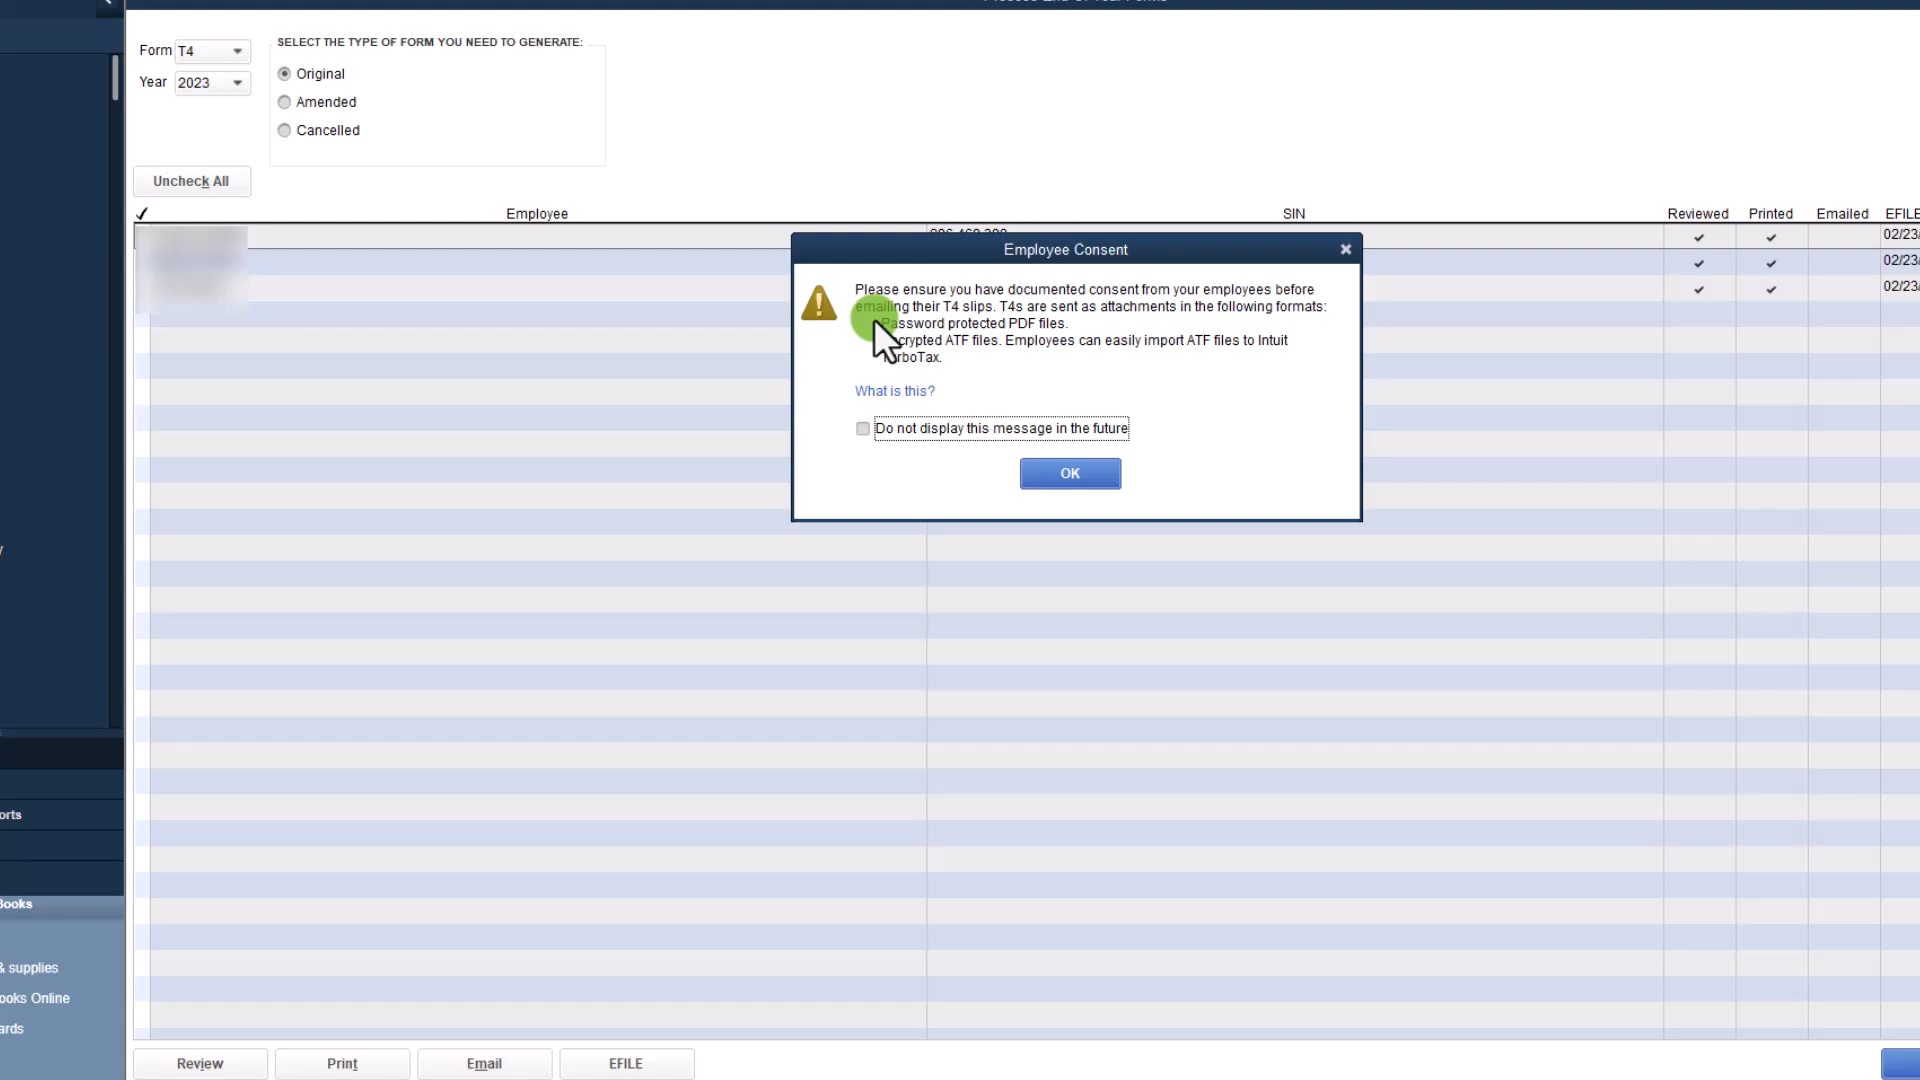 Form T4
Year 2023
SELECT THE TYPE OF FORM YOU NEED TO GENERATE:
Original
Amended
Cancelled
Uncheck All
Employee SIN Reviewed Printed Emailed EFILE
02/23/
02/23/
02/23/
Employee Consent
Please ensure you have documented consent from your employees before
emailing their T4 slips. T4s are sent as attachments in the following formats:
Password protected PDF files.
crypted ATF files. Employees can easily import ATF files to Intuit
rboTax.
What is this?
Do not display this message in the future
OK
orts
Books
& supplies
ooks Online
ards
Review Print Email EFILE